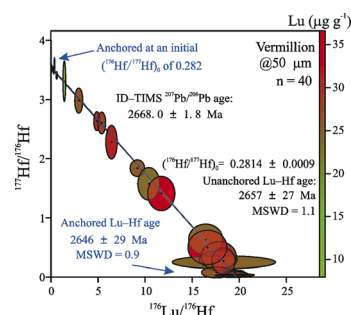 Lu (µg g⁻¹)
Vermillion
@50 µm
n = 40
Anchored at an initial
(¹⁷⁶Hf/¹⁷⁷Hf)₀ of 0.282
ID–TIMS ²⁰⁷Pb/²⁰⁶Pb age:
2668.0 ± 1.8 Ma
(¹⁷⁶Hf/¹⁷⁷Hf)₀= 0.2814 ± 0.0009
Unanchored Lu–Hf age:
2657 ± 27 Ma
MSWD = 1.1
Anchored Lu–Hf age
2646 ± 29 Ma
MSWD = 0.9
¹⁷⁷Hf/¹⁷⁶Hf
4
3
2
1
0
0 5 10 15 20 25
¹⁷⁶Lu/¹⁷⁶Hf
35
30
25
20
15
10